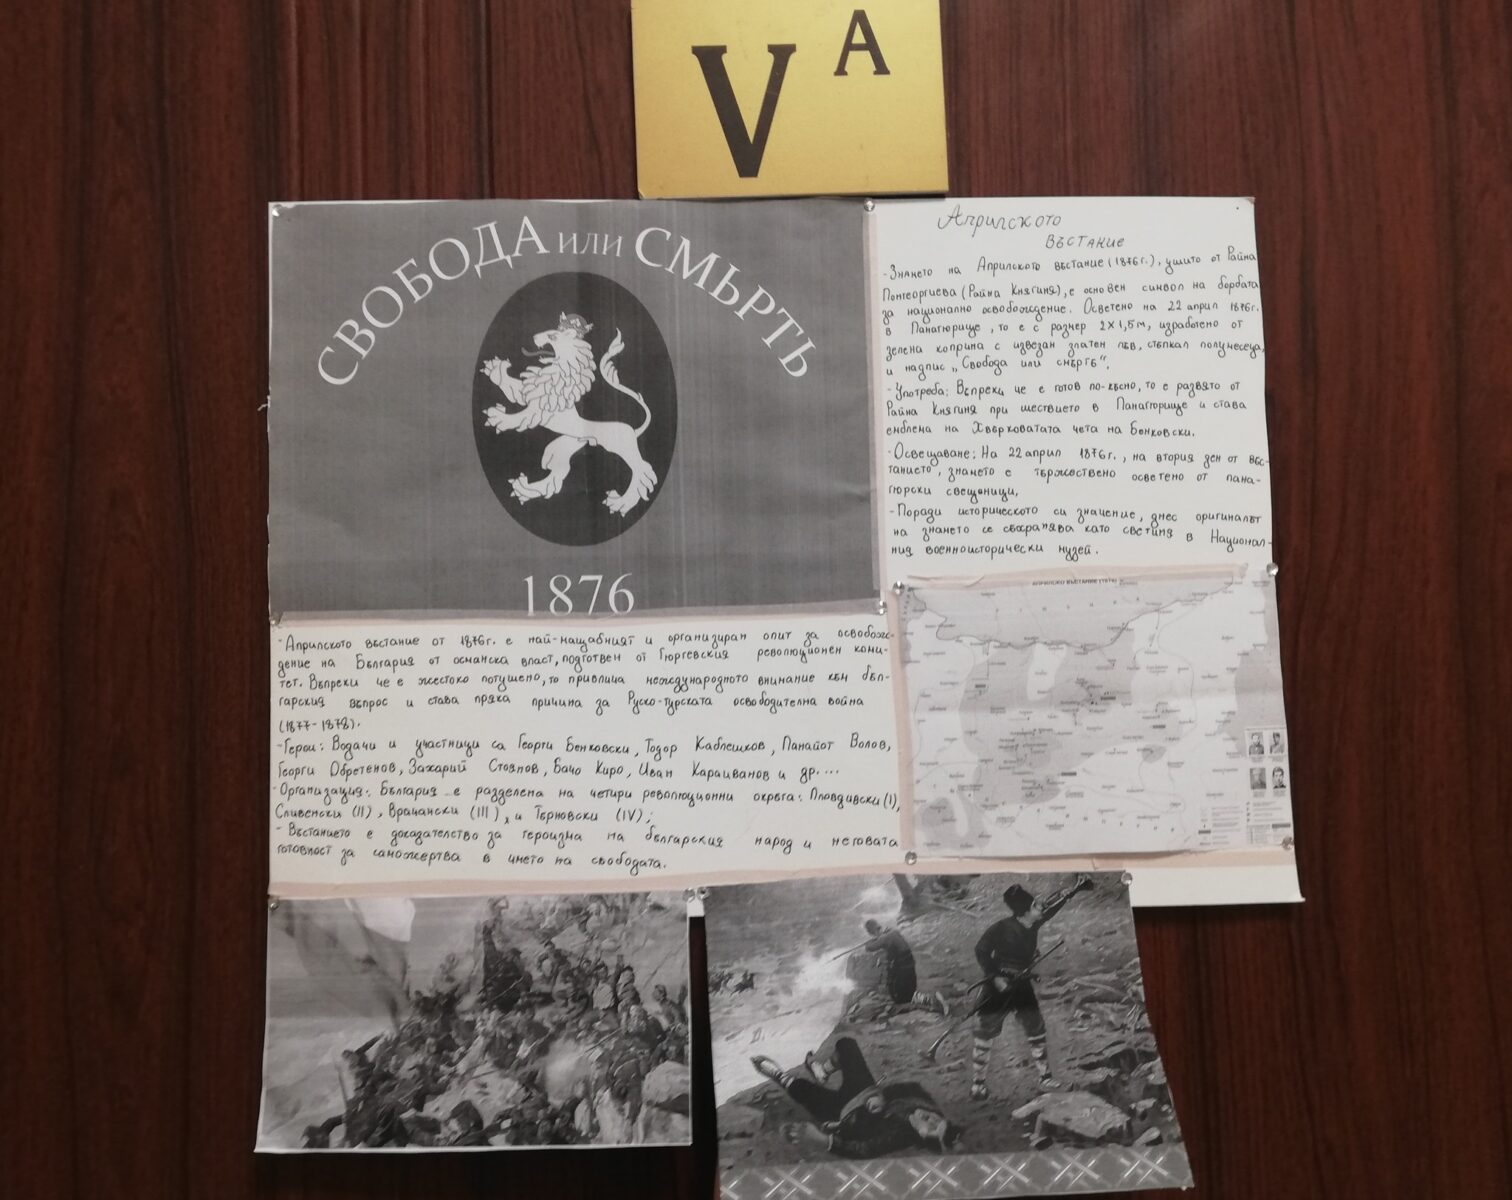 V A
СВОБОДА ИЛИ СМЬРТЬ
1876
Априлското
ВЪСТАНИЕ
-Знамето на Априлското въстание (1876г.), ушито от Райна
Попгеоргиева (Райна Княгиня), е основен символ на борбата
за национално освобождение. Осветено на 22 април 1876г.
в Панагюрище, то е с размер 2X1,5м, изработено от
зелена коприна с извезан златен лъв, стъпкал полумесеца,
и надпис „Свобода или смърть".
-Употреба: Въпреки че е готов по-късно, то е развято от
Райна Княгиня при шествието в Панагюрище и става
емблема на Хвърковатата чета на Бенковски.
-Освещаване: На 22 април 1876г., на втория ден от въс-
танието, знамето е тържествено осветено от пана-
гюрски свещеници.
-Поради историческото си значение, днес оригиналът
на знамето се съхранява като светиня в Национал-
ния военноисторически музей.
АПРИЛСКО ВЪСТАНИЕ (1876)
-Априлското въстание от 1876г. е най-мащабният и организиран опит за освобож-
дение на България от османска власт, подготвен от Гюргевския революционен коми-
тет. Въпреки че е жестоко потушено, то привлича международното внимание към бъл-
гарския въпрос и става пряка причина за Руско-турската освободителна война
(1877-1878).
-Герои: Водачи и участници са Георги Бенковски, Тодор Каблешков, Панайот Волов,
Георги Обретенов, Захарий Стоянов, Бачо Киро, Иван Караиванов и др....
-Организация: България е разделена на четири революционни окръга: Пловдивски (I),
Сливенски (II), Врачански (III), и Търновски (IV);
-Въстанието е доказателство за героизма на българския народ и неговата
готовност за саможертва в името на свободата.